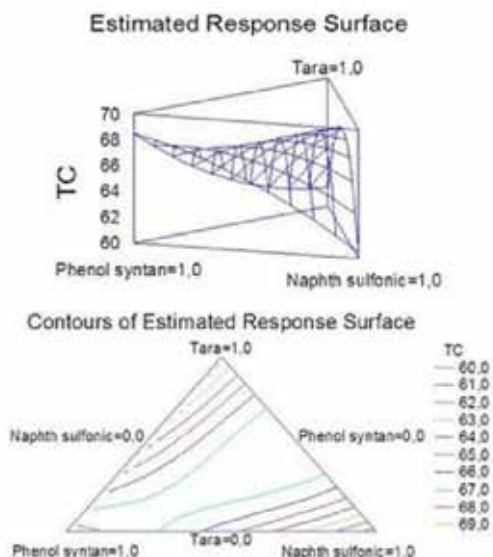 Estimated Response Surface
Tara=1,0
70
68
66
64
62
60
TC
Phenol syntan=1,0
Naphth sulfonic=1,0
Contours of Estimated Response Surface
Tara=1,0
TC
60,0
61,0
62,0
63,0
64,0
65,0
66,0
67,0
68,0
69,0
Naphth sulfonic=0,0
Phenol syntan=0,0
Tara=0,0
Phenol syntan=1,0
Naphth sulfonic=1,0